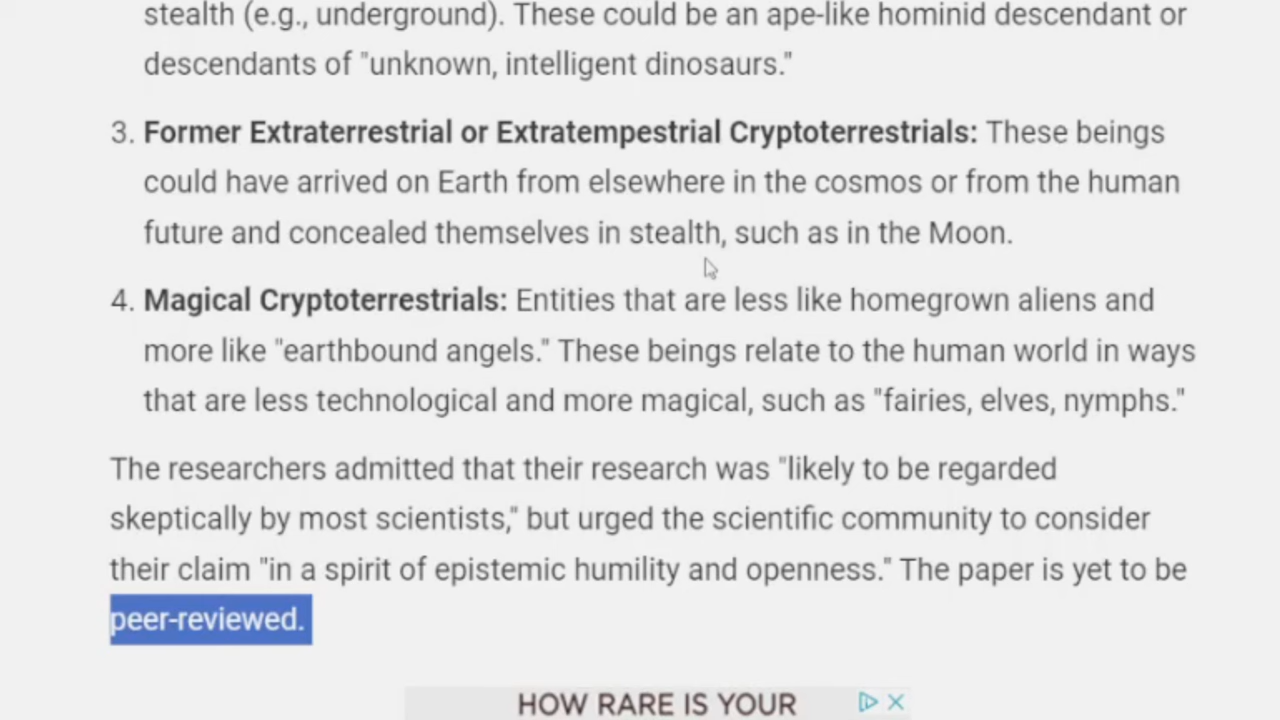 stealth (e.g., underground). These could be an ape-like hominid descendant or
descendants of "unknown, intelligent dinosaurs."
3. Former Extraterrestrial or Extratempestrial Cryptoterrestrials: These beings
could have arrived on Earth from elsewhere in the cosmos or from the human
future and concealed themselves in stealth, such as in the Moon.
4. Magical Cryptoterrestrials: Entities that are less like homegrown aliens and
more like "earthbound angels." These beings relate to the human world in ways
that are less technological and more magical, such as "fairies, elves, nymphs."
The researchers admitted that their research was "likely to be regarded
skeptically by most scientists," but urged the scientific community to consider
their claim "in a spirit of epistemic humility and openness." The paper is yet to be
peer-reviewed.
HOW RARE IS YOUR